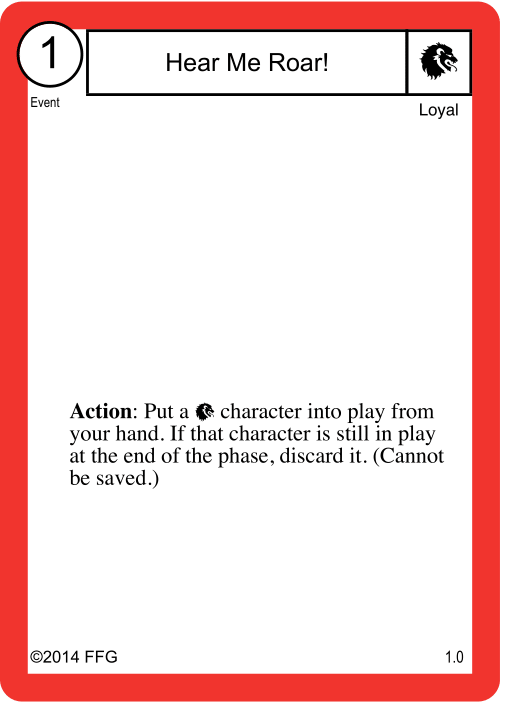 1
Hear Me Roar!
Event
Loyal
Action: Put a character into play from
your hand. If that character is still in play
at the end of the phase, discard it. (Cannot
be saved.)
©2014 FFG
1.0